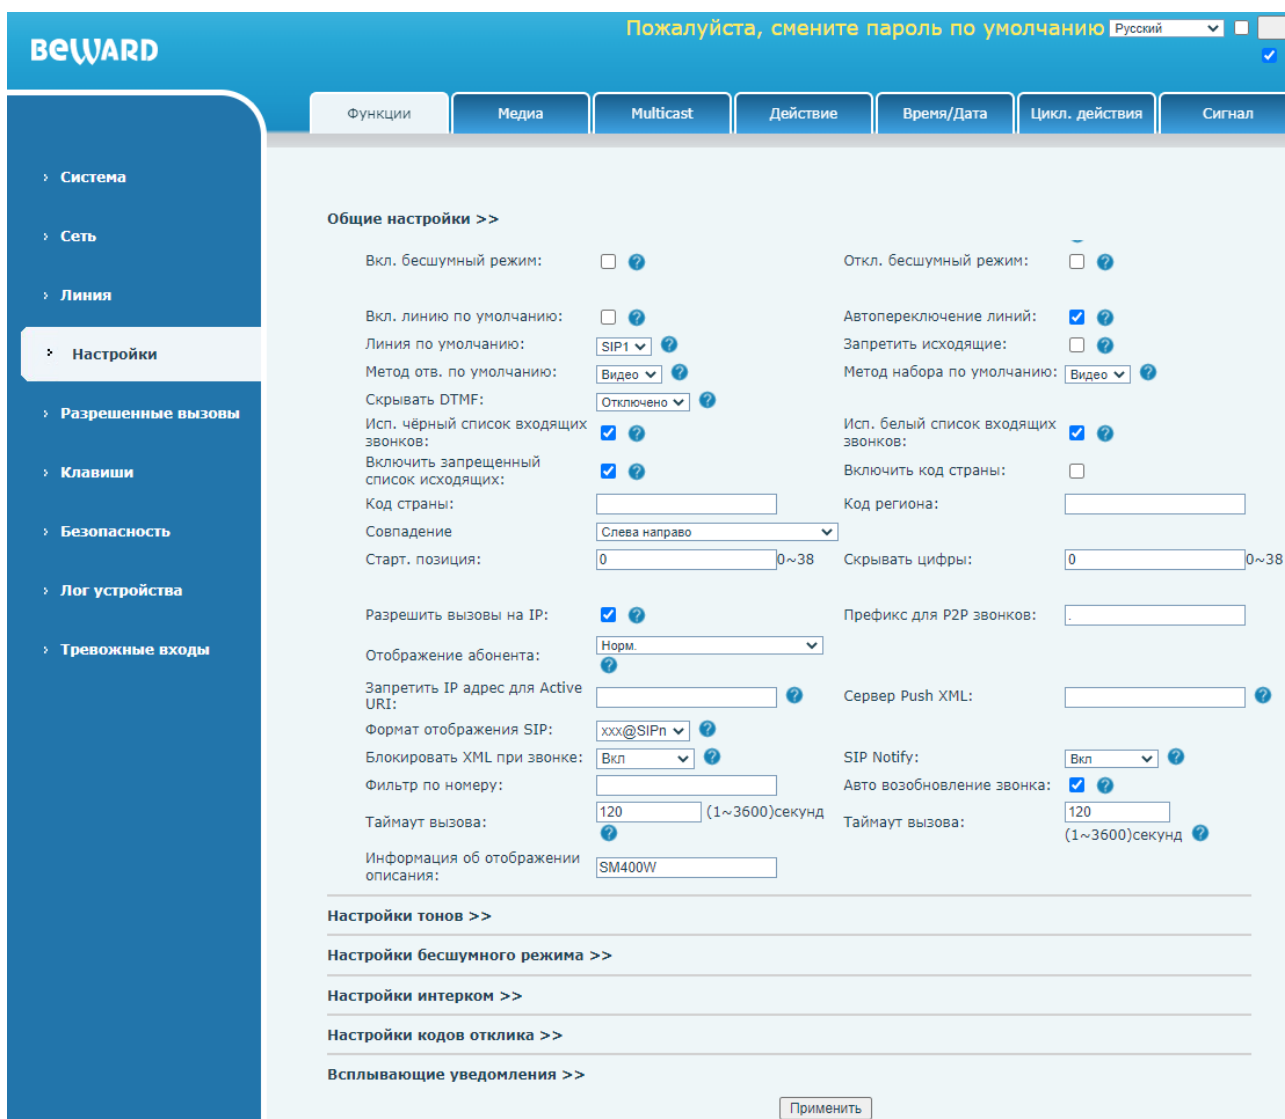 Пожалуйста, смените пароль по умолчанию Русский
BEWARD
Функции Медиа Multicast Действие Время/Дата Цикл. действия Сигнал
Система
Сеть
Линия
Настройки
Разрешенные вызовы
Клавиши
Безопасность
Лог устройства
Тревожные входы
Общие настройки >>
Вкл. бесшумный режим: Откл. бесшумный режим:
Вкл. линию по умолчанию: Автопереключение линий:
Линия по умолчанию: SIP1 Запретить исходящие:
Метод отв. по умолчанию: Видео Метод набора по умолчанию: Видео
Скрывать DTMF: Отключено
Исп. чёрный список входящих звонков: Исп. белый список входящих звонков:
Включить запрещенный список исходящих: Включить код страны:
Код страны: Код региона:
Совпадение Слева направо
Старт. позиция: 0 0~38 Скрывать цифры: 0 0~38
Разрешить вызовы на IP: Префикс для P2P звонков: .
Отображение абонента: Норм.
Запретить IP адрес для Active URI: Сервер Push XML:
Формат отображения SIP: xxx@SIPn
Блокировать XML при звонке: Вкл SIP Notify: Вкл
Фильтр по номеру: Авто возобновление звонка:
Таймаут вызова: 120 (1~3600)секунд Таймаут вызова: 120 (1~3600)секунд
Информация об отображении описания: SM400W
Настройки тонов >>
Настройки бесшумного режима >>
Настройки интерком >>
Настройки кодов отклика >>
Всплывающие уведомления >>
Применить